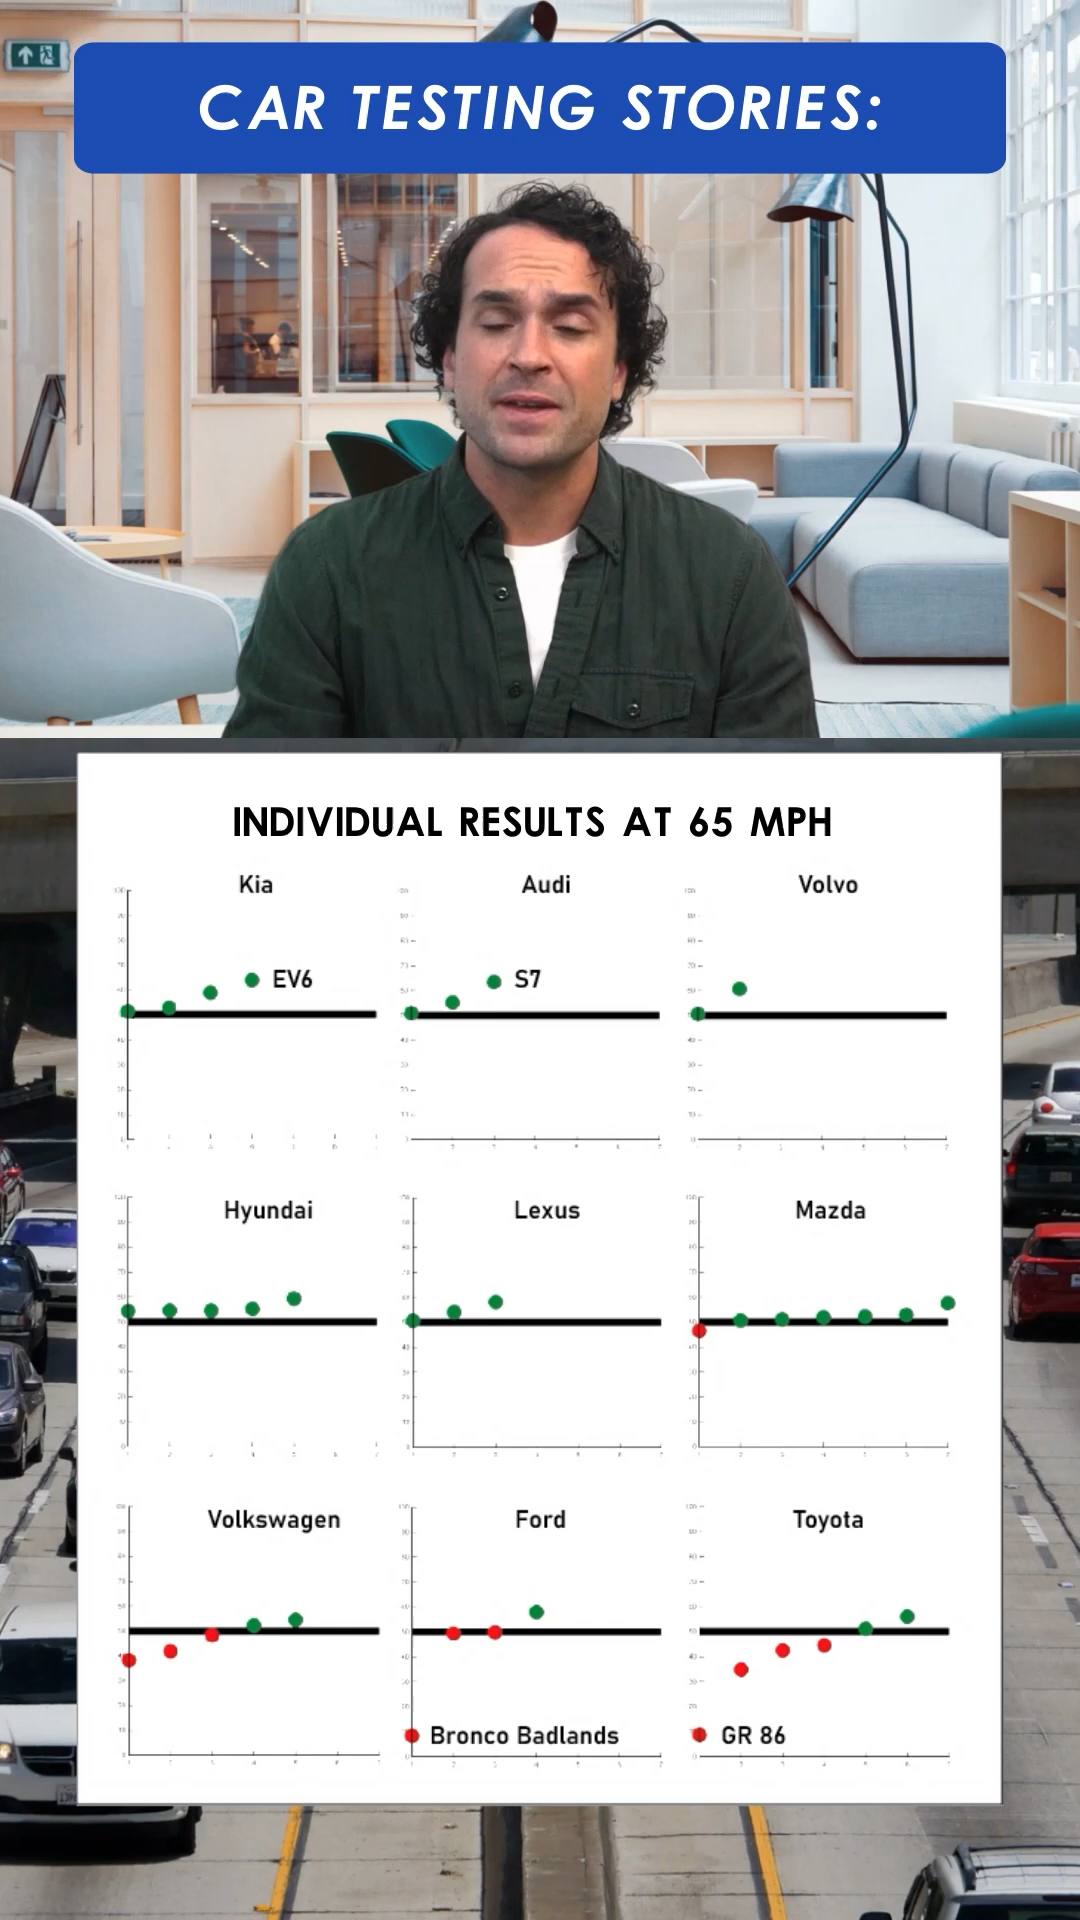 CAR TESTING STORIES:
INDIVIDUAL RESULTS AT 65 MPH
Kia
Audi
Volvo
EV6
S7
Hyundai
Lexus
Mazda
Volkswagen
Ford
Toyota
Bronco Badlands
GR 86